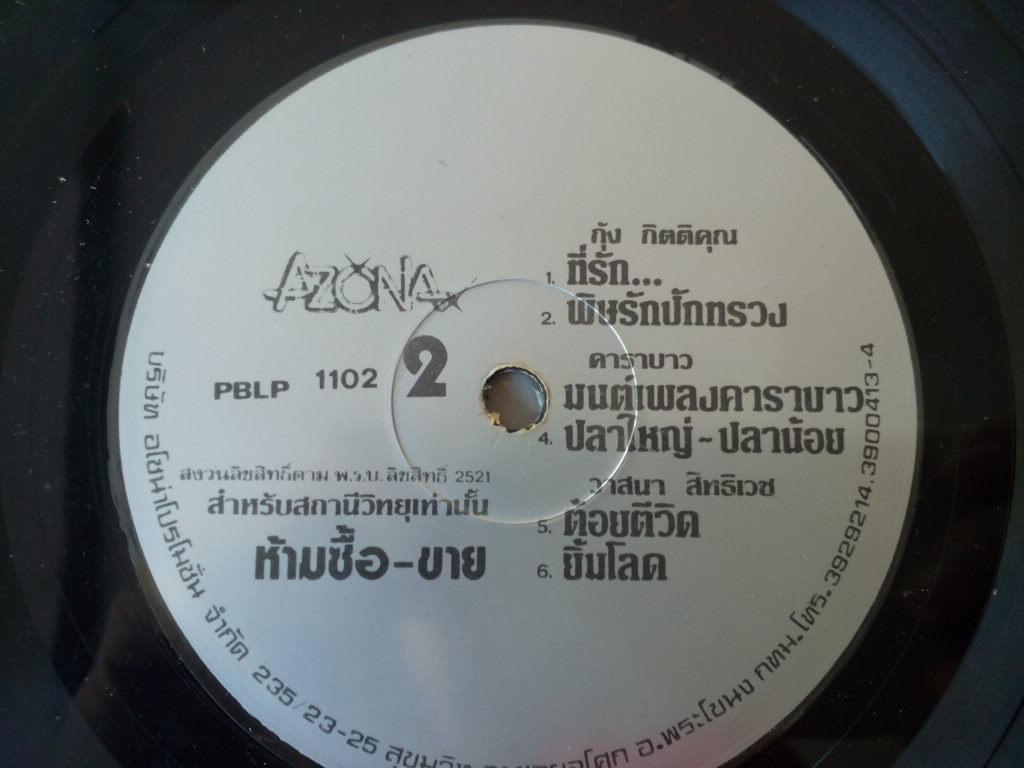 AZONA
PBLP 1102 2
สงวนลิขสิทธิ์ตาม พ.ร.บ. ลิขสิทธิ์ 2521
สำหรับสถานีวิทยุเท่านั้น
ห้ามซื้อ-ขาย
กุ้ง กิตติคุณ
1. ที่รัก...
2. พิษรักปักทรวง
คาราบาว
มนต์เพลงคาราบาว
4. ปลาใหญ่-ปลาน้อย
วาสนา สิทธิเวช
5. ต้อยตีวิด
6. ยิ้มโลด
บริษัท อโซน่าโปรโมชั่น จำกัด 235/23-25 สุขุมวิท อ.พระโขนง กทม.โทร.3929214.3900413-4